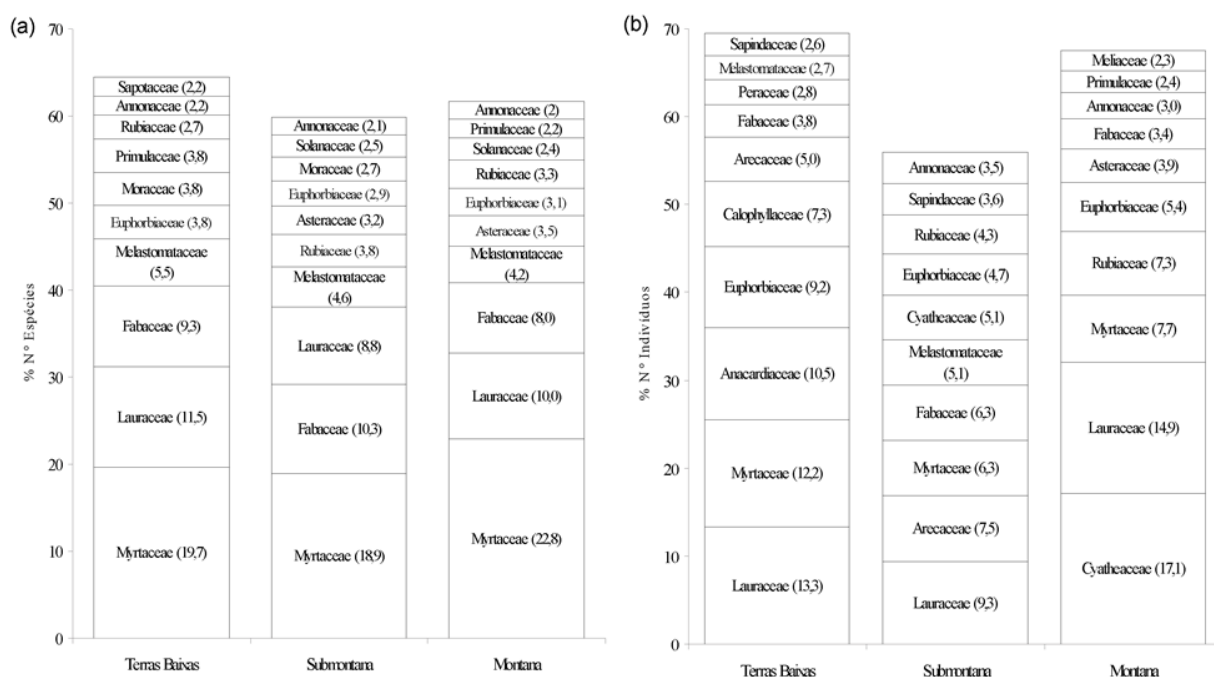 (a)
% N° Espécies
70
60
50
40
30
20
10
0
Sapotaceae (2,2)
Annonaceae (2,2)
Rubiaceae (2,7)
Primulaceae (3,8)
Moraceae (3,8)
Euphorbiaceae (3,8)
Melastomataceae
(5,5)
Fabaceae (9,3)
Lauraceae (11,5)
Myrtaceae (19,7)
Terras Baixas
Annonaceae (2,1)
Solanaceae (2,5)
Moraceae (2,7)
Euphorbiaceae (2,9)
Asteraceae (3,2)
Rubiaceae (3,8)
Melastomataceae
(4,6)
Lauraceae (8,8)
Fabaceae (10,3)
Myrtaceae (18,9)
Submontana
Annonaceae (2)
Primulaceae (2,2)
Solanaceae (2,4)
Rubiaceae (3,3)
Euphorbiaceae (3,1)
Asteraceae (3,5)
Melastomataceae
(4,2)
Fabaceae (8,0)
Lauraceae (10,0)
Myrtaceae (22,8)
Montana
(b)
% N° Indivíduos
70
60
50
40
30
20
10
0
Sapindaceae (2,6)
Melastomataceae (2,7)
Peraceae (2,8)
Fabaceae (3,8)
Arecaceae (5,0)
Calophyllaceae (7,3)
Euphorbiaceae (9,2)
Anacardiaceae (10,5)
Myrtaceae (12,2)
Lauraceae (13,3)
Terras Baixas
Annonaceae (3,5)
Sapindaceae (3,6)
Rubiaceae (4,3)
Euphorbiaceae (4,7)
Cyatheaceae (5,1)
Melastomataceae
(5,1)
Fabaceae (6,3)
Myrtaceae (6,3)
Arecaceae (7,5)
Lauraceae (9,3)
Submontana
Meliaceae (2,3)
Primulaceae (2,4)
Annonaceae (3,0)
Fabaceae (3,4)
Asteraceae (3,9)
Euphorbiaceae (5,4)
Rubiaceae (7,3)
Myrtaceae (7,7)
Lauraceae (14,9)
Cyatheaceae (17,1)
Montana